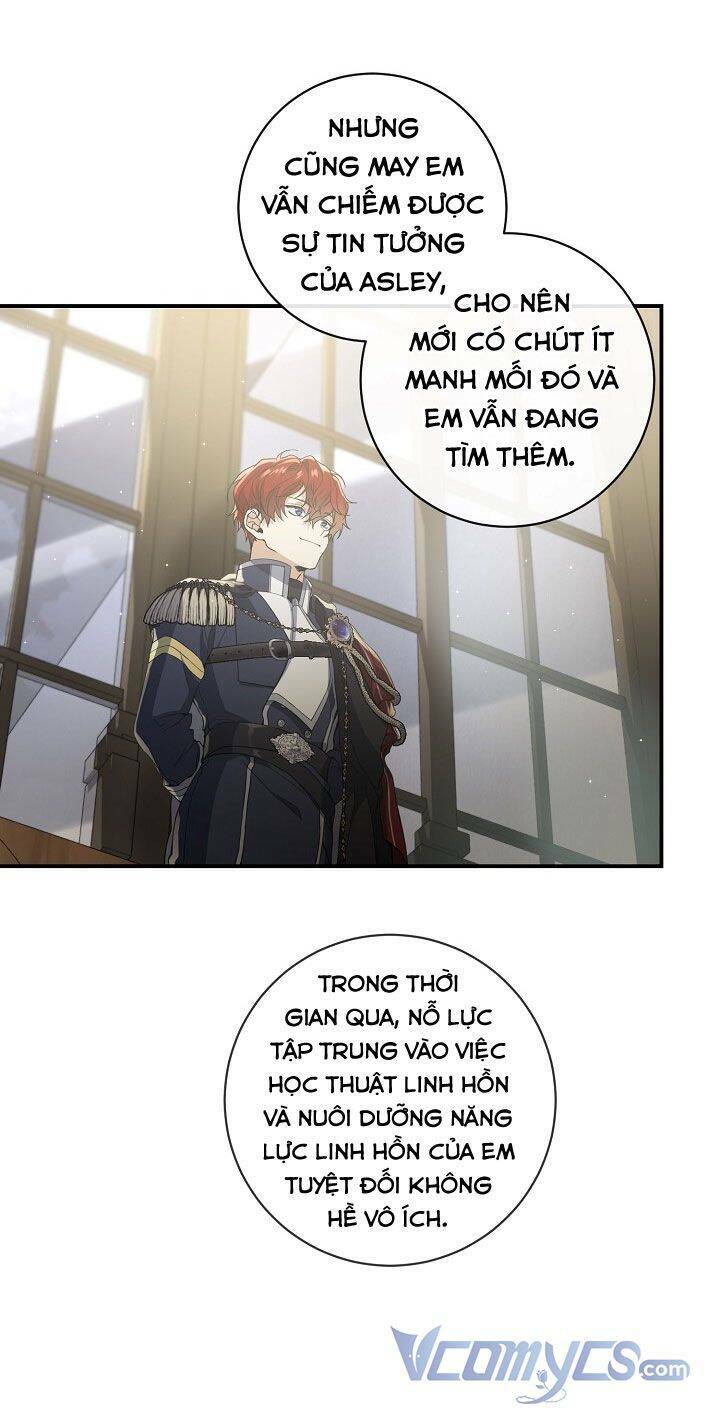 NHƯNG
CŨNG MAY EM
VẪN CHIẾM ĐƯỢC
SỰ TIN TƯỞNG
CỦA ASLEY,
CHO NÊN
MỚI CÓ CHÚT ÍT
MANH MỐI ĐÓ VÀ
EM VẪN ĐANG
TÌM THÊM.
TRONG THỜI
GIAN QUA, NỖ LỰC
TẬP TRUNG VÀO VIỆC
HỌC THUẬT LINH HỒN
VÀ NUÔI DƯỠNG NĂNG
LỰC LINH HỒN CỦA EM
TUYỆT ĐỐI KHÔNG
HỀ VÔ ÍCH.
VCOMYCS.com